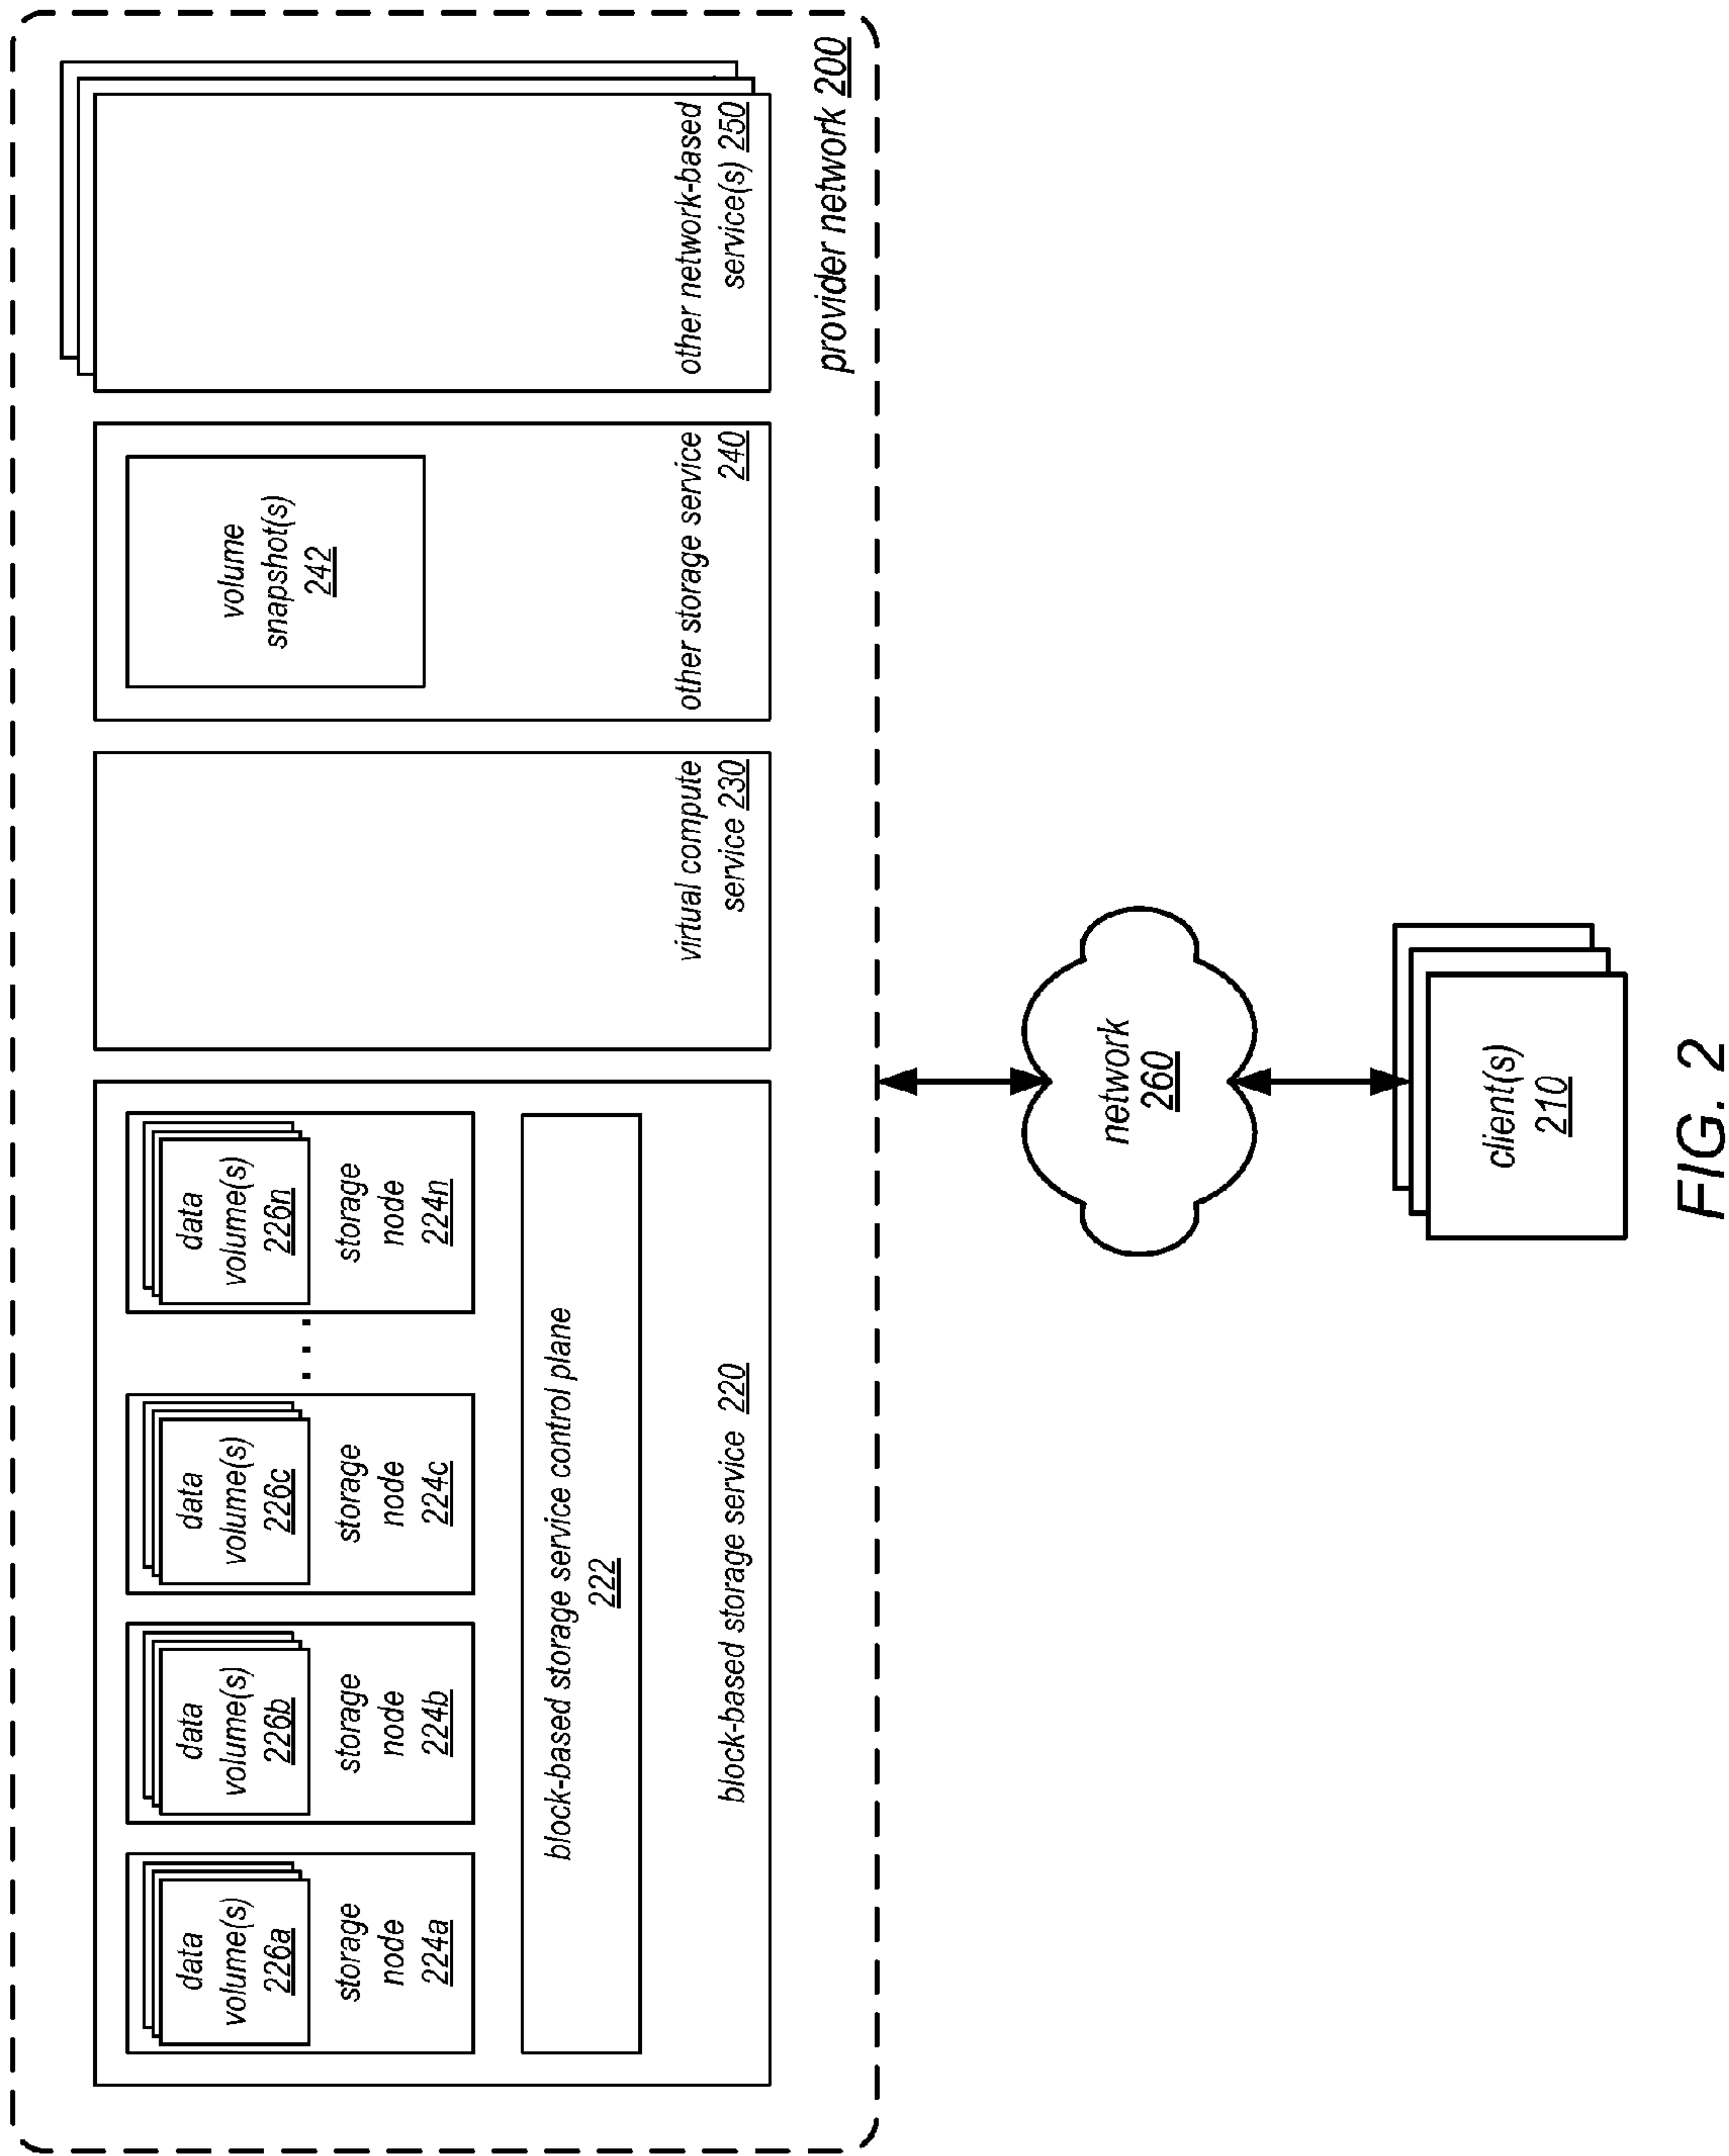 data
volume(s)
226a
storage
node
224a
data
volume(s)
226b
storage
node
224b
data
volume(s)
226c
storage
node
224c
. . .
data
volume(s)
226n
storage
node
224n
block-based storage service control plane
222
block-based storage service 220
virtual compute
service 230
volume
snapshot(s)
242
other storage service
240
other network-based
service(s) 250
provider network 200
network
260
client(s)
210
FIG. 2